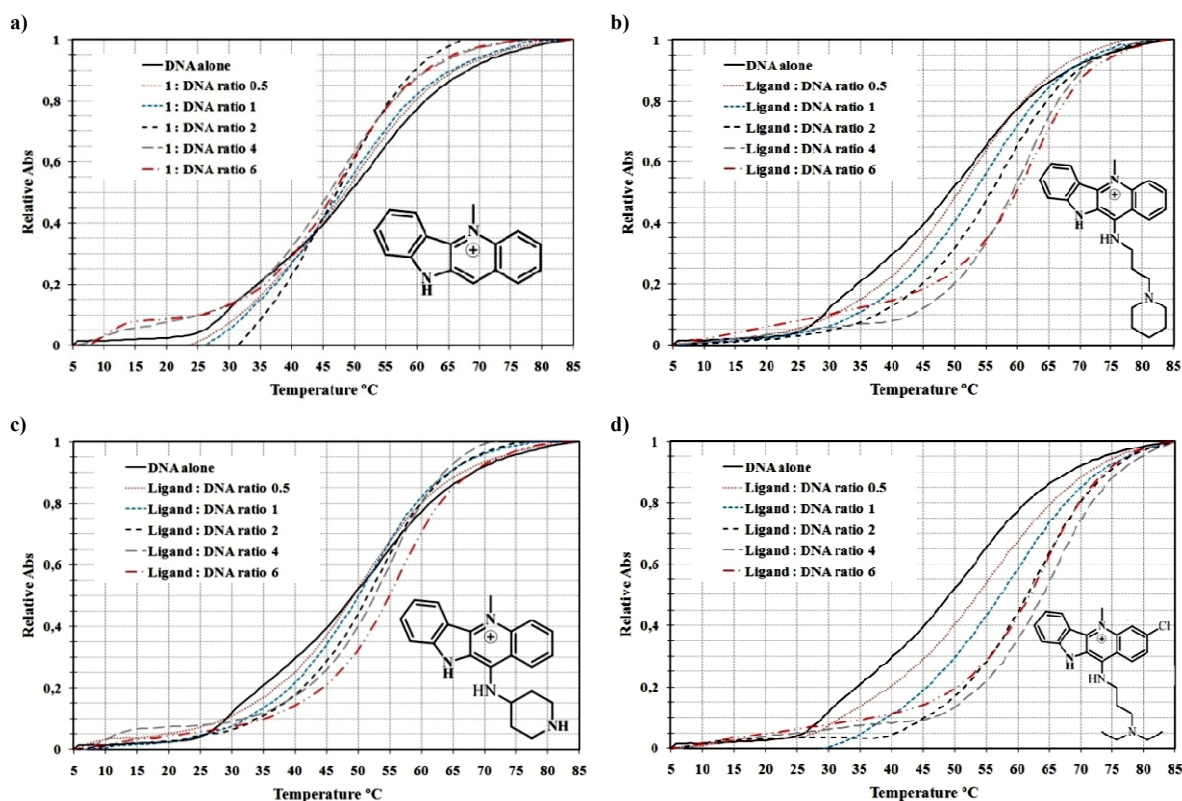 a)
1
0,8
0,6
0,4
0,2
0
Relative Abs
DNA alone
1 : DNA ratio 0.5
1 : DNA ratio 1
1 : DNA ratio 2
1 : DNA ratio 4
1 : DNA ratio 6
N
+
N
H
5 10 15 20 25 30 35 40 45 50 55 60 65 70 75 80 85
Temperature °C
b)
1
0,8
0,6
0,4
0,2
0
Relative Abs
DNA alone
Ligand : DNA ratio 0.5
Ligand : DNA ratio 1
Ligand : DNA ratio 2
Ligand : DNA ratio 4
Ligand : DNA ratio 6
N
+
N
H
HN
N
5 10 15 20 25 30 35 40 45 50 55 60 65 70 75 80 85
Temperature °C
c)
1
0,8
0,6
0,4
0,2
0
Relative Abs
DNA alone
Ligand : DNA ratio 0.5
Ligand : DNA ratio 1
Ligand : DNA ratio 2
Ligand : DNA ratio 4
Ligand : DNA ratio 6
N
+
N
H
HN
NH
5 10 15 20 25 30 35 40 45 50 55 60 65 70 75 80 85
Temperature °C
d)
1
0,8
0,6
0,4
0,2
0
Relative Abs
DNA alone
Ligand : DNA ratio 0.5
Ligand : DNA ratio 1
Ligand : DNA ratio 2
Ligand : DNA ratio 4
Ligand : DNA ratio 6
N
Cl
+
N
H
HN
N
5 10 15 20 25 30 35 40 45 50 55 60 65 70 75 80 85
Temperature °C